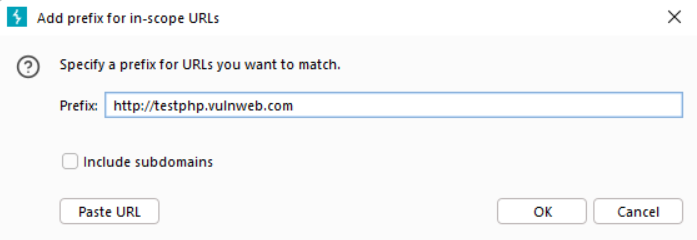 Add prefix for in-scope URLs
Specify a prefix for URLs you want to match.
Prefix: http://testphp.vulnweb.com
Include subdomains
Paste URL OK Cancel